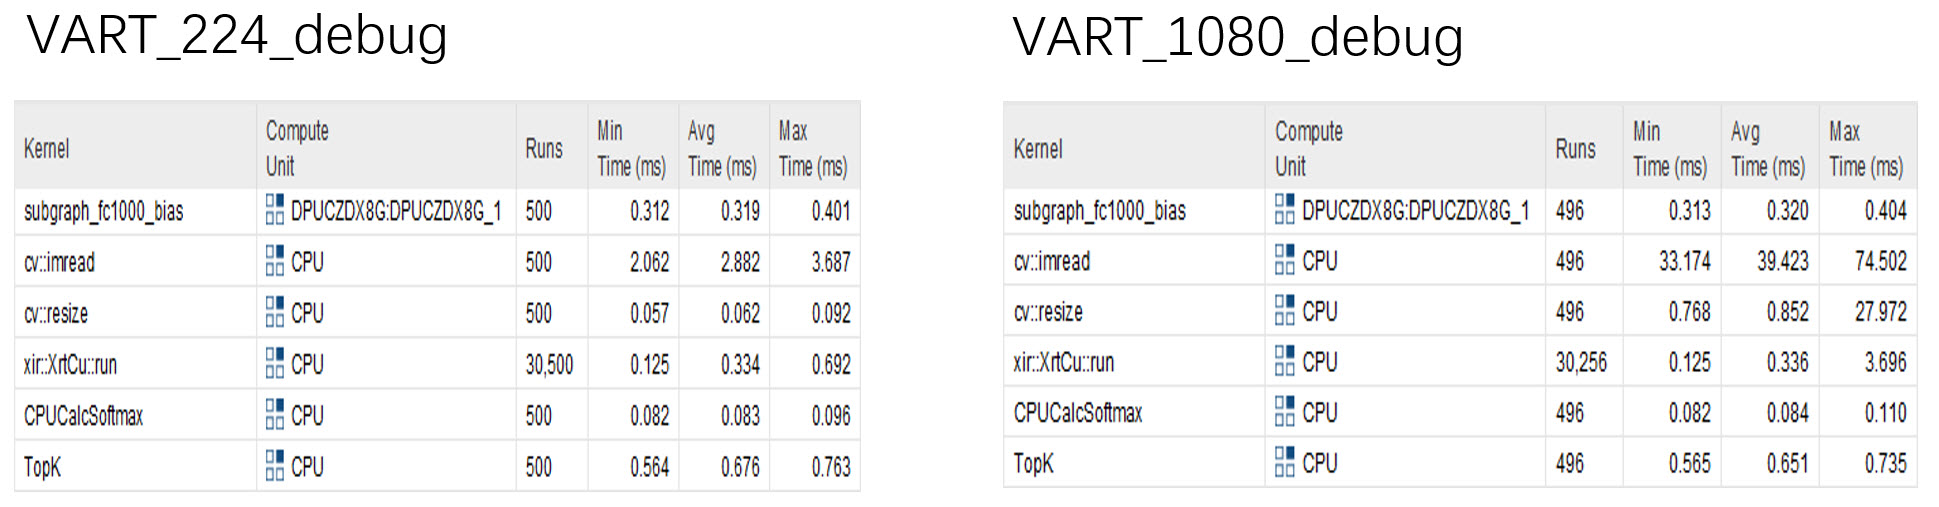 VART_224_debug
Kernel Compute Unit Runs Min Time (ms) Avg Time (ms) Max Time (ms)
subgraph_fc1000_bias DPUCZDX8G:DPUCZDX8G_1 500 0.312 0.319 0.401
cv::imread CPU 500 2.062 2.882 3.687
cv::resize CPU 500 0.057 0.062 0.092
xir::XrtCu::run CPU 30,500 0.125 0.334 0.692
CPUCalcSoftmax CPU 500 0.082 0.083 0.096
TopK CPU 500 0.564 0.676 0.763
VART_1080_debug
Kernel Compute Unit Runs Min Time (ms) Avg Time (ms) Max Time (ms)
subgraph_fc1000_bias DPUCZDX8G:DPUCZDX8G_1 496 0.313 0.320 0.404
cv::imread CPU 496 33.174 39.423 74.502
cv::resize CPU 496 0.768 0.852 27.972
xir::XrtCu::run CPU 30,256 0.125 0.336 3.696
CPUCalcSoftmax CPU 496 0.082 0.084 0.110
TopK CPU 496 0.565 0.651 0.735